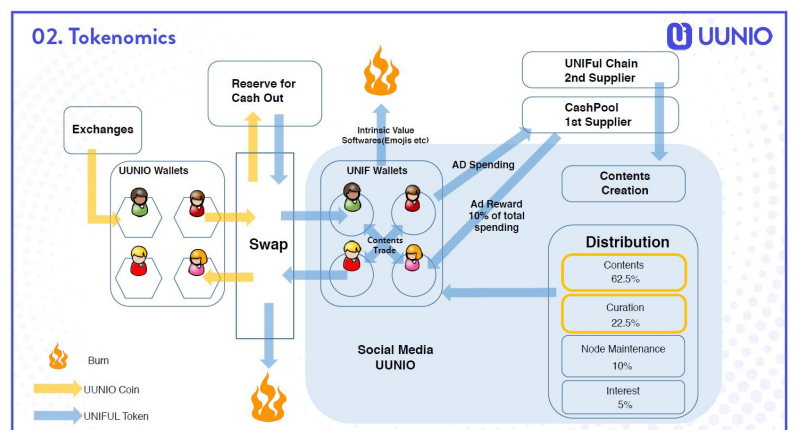 02. Tokenomics
UUNIO
Reserve for
Cash Out
UNIFul Chain
2nd Supplier
CashPool
1st Supplier
Exchanges
Intrinsic Value
Softwares(Emojis etc)
UUNIO Wallets
UNIF Wallets
AD Spending
Contents
Creation
Ad Reward
10% of total
spending
Swap
Contents
Trade
Distribution
Contents
62.5%
Curation
22.5%
Node Maintenance
10%
Interest
5%
Social Media
UUNIO
Burn
UUNIO Coin
UNIFUL Token